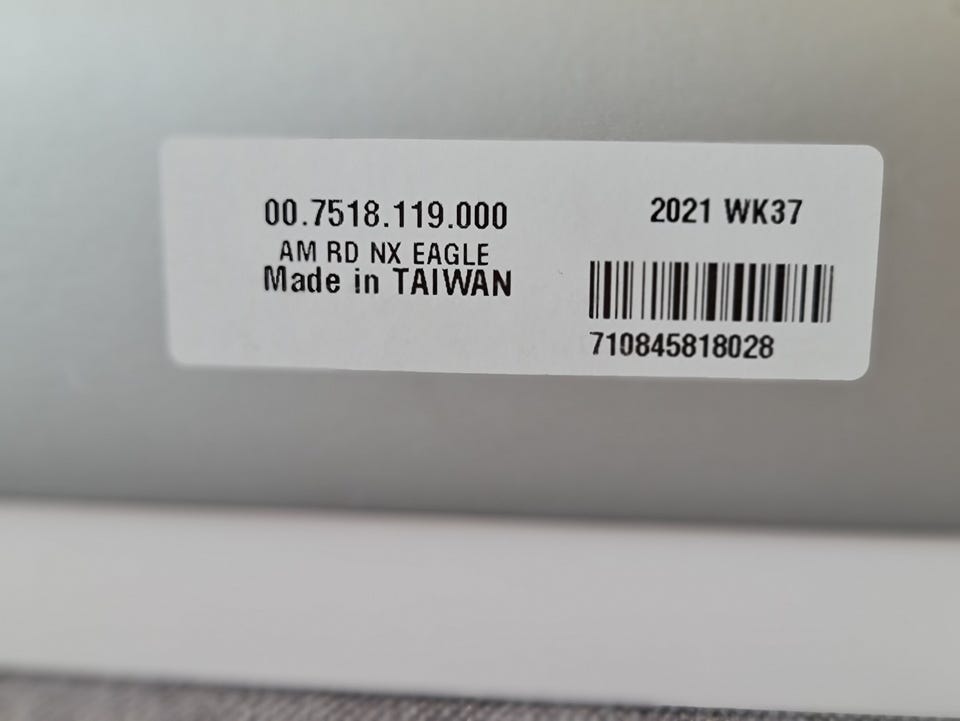 00.7518.119.000
AM RD NX EAGLE
Made in TAIWAN
2021 WK37
710845818028